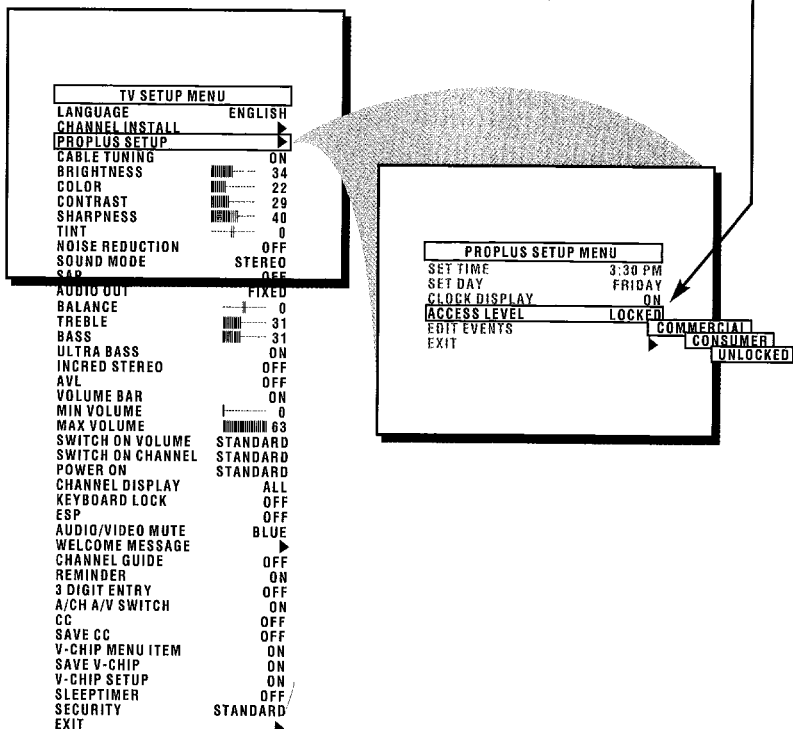 TV SETUP MENU
LANGUAGE ENGLISH
CHANNEL INSTALL
PROPLUS SETUP
CABLE TUNING ON
BRIGHTNESS 34
COLOR 22
CONTRAST 29
SHARPNESS 40
TINT 0
NOISE REDUCTION OFF
SOUND MODE STEREO
SAP OFF
AUDIO OUT FIXED
BALANCE 0
TREBLE 31
BASS 31
ULTRA BASS ON
INCRED STEREO OFF
AVL OFF
VOLUME BAR ON
MIN VOLUME 0
MAX VOLUME 63
SWITCH ON VOLUME STANDARD
SWITCH ON CHANNEL STANDARD
POWER ON STANDARD
CHANNEL DISPLAY ALL
KEYBOARD LOCK OFF
ESP OFF
AUDIO/VIDEO MUTE BLUE
WELCOME MESSAGE
CHANNEL GUIDE OFF
REMINDER ON
3 DIGIT ENTRY OFF
A/CH A/V SWITCH ON
CC OFF
SAVE CC OFF
V-CHIP MENU ITEM ON
SAVE V-CHIP ON
V-CHIP SETUP ON
SLEEPTIMER OFF
SECURITY STANDARD
EXIT
PROPLUS SETUP MENU
SET TIME 3:30 PM
SET DAY FRIDAY
CLOCK DISPLAY ON
ACCESS LEVEL LOCKED
EDIT EVENTS COMMERCIAL
EXIT CONSUMER
UNLOCKED